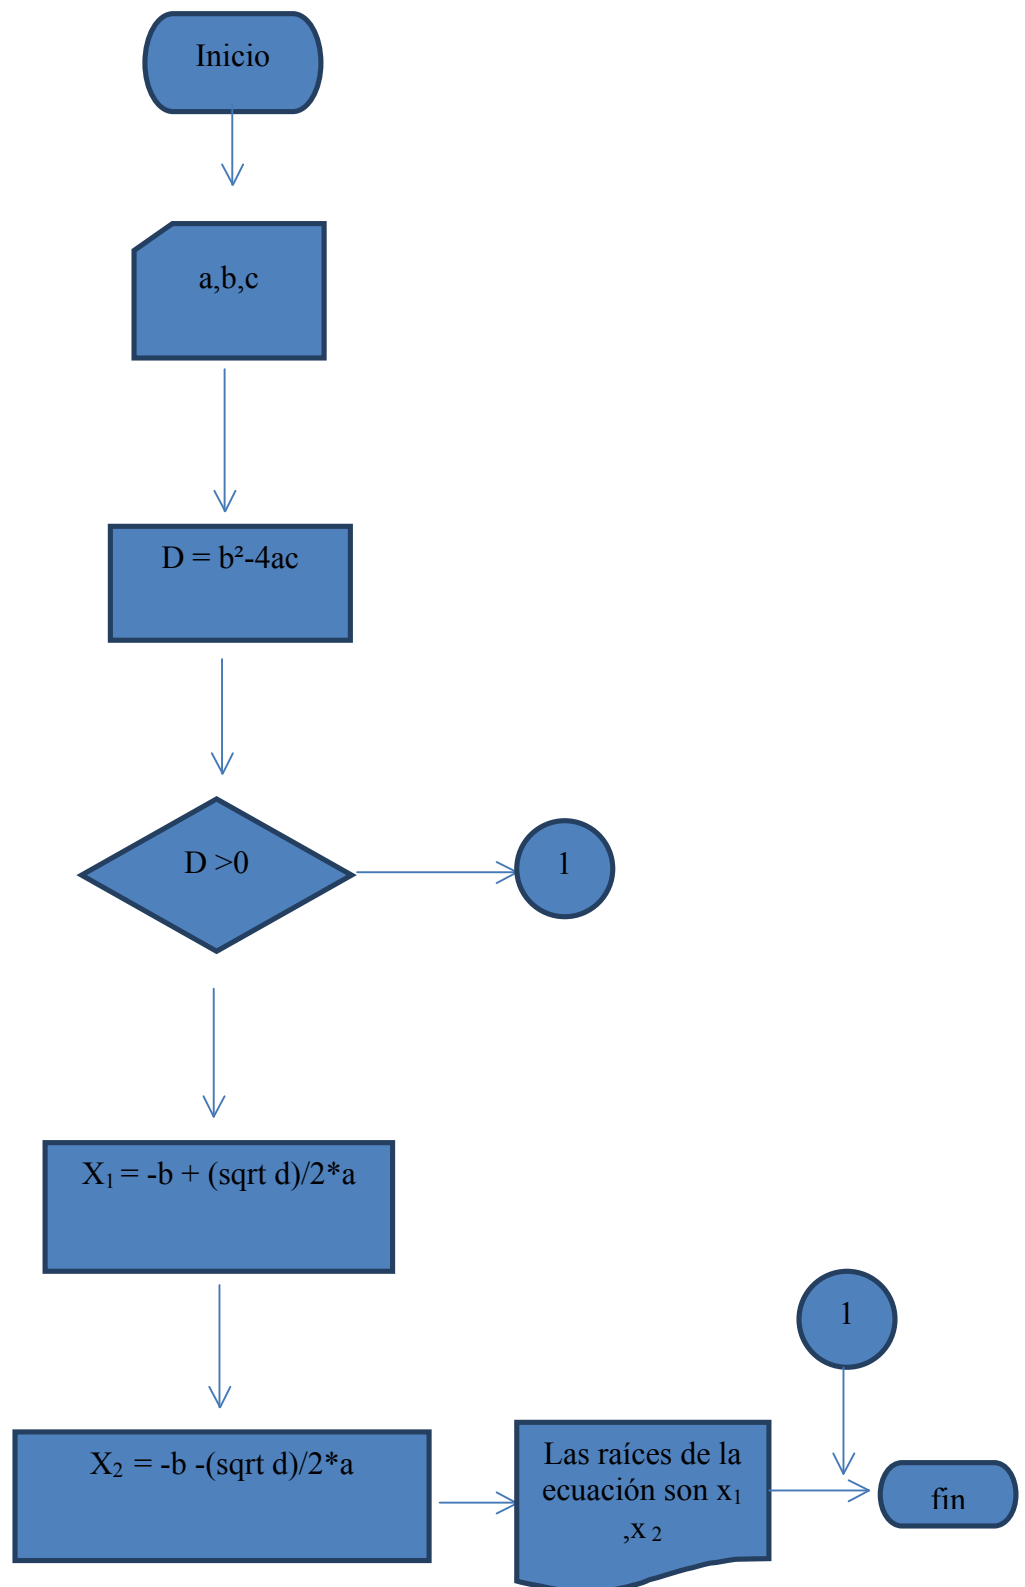 Inicio
a,b,c
D = b²-4ac
D >0
1
X₁ = -b + (sqrt d)/2*a
1
X₂ = -b -(sqrt d)/2*a
Las raíces de la
ecuación son x₁
,x ₂
fin